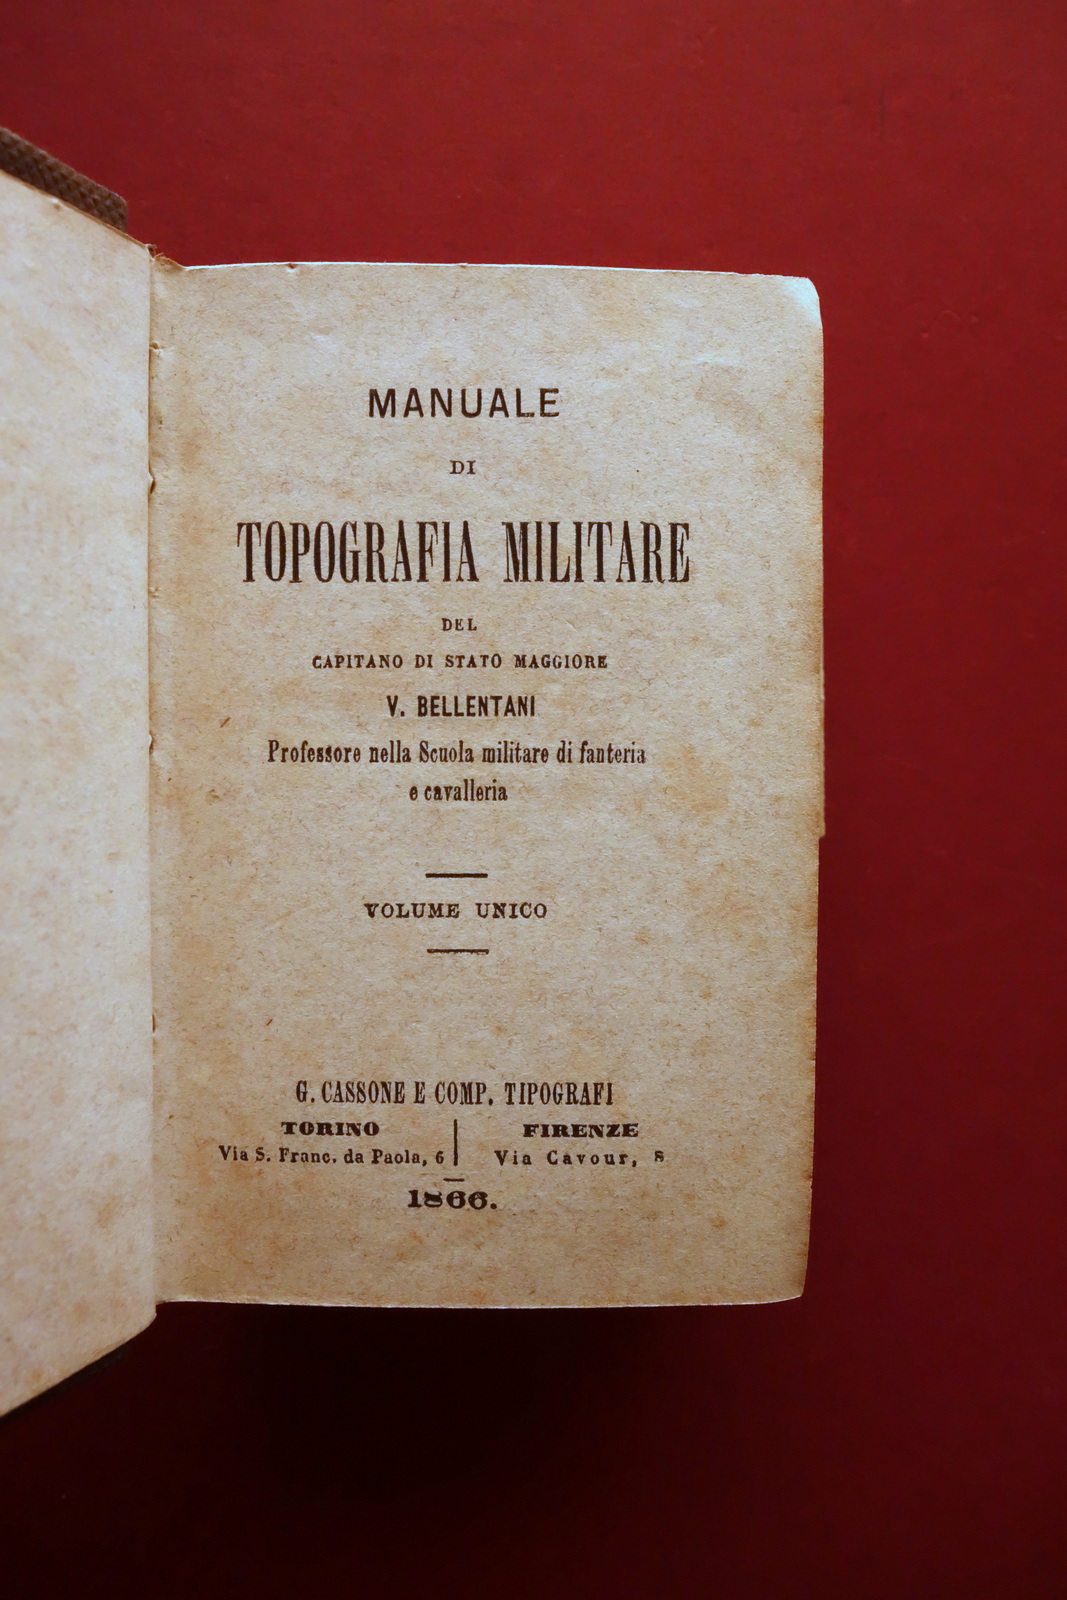 MANUALE
DI
TOPOGRAFIA MILITARE
DEL
CAPITANO DI STATO MAGGIORE
V. BELLENTANI
Professore nella Scuola militare di fanteria
e cavalleria
VOLUME UNICO
G. CASSONE E COMP. TIPOGRAFI
TORINO
Via S. Franc. da Paola, 6
FIRENZE
Via Cavour,
1866.